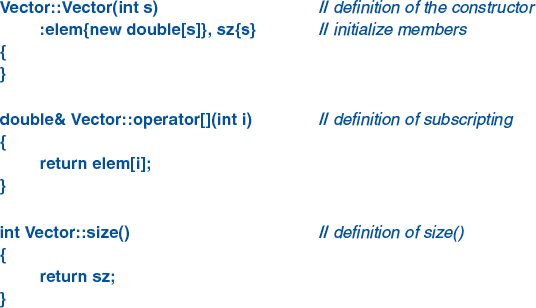 Vector::Vector(int s) // definition of the constructor
:elem{new double[s]}, sz{s} // initialize members
{
}
double& Vector::operator[](int i) // definition of subscripting
{
return elem[i];
}
int Vector::size() // definition of size()
{
return sz;
}